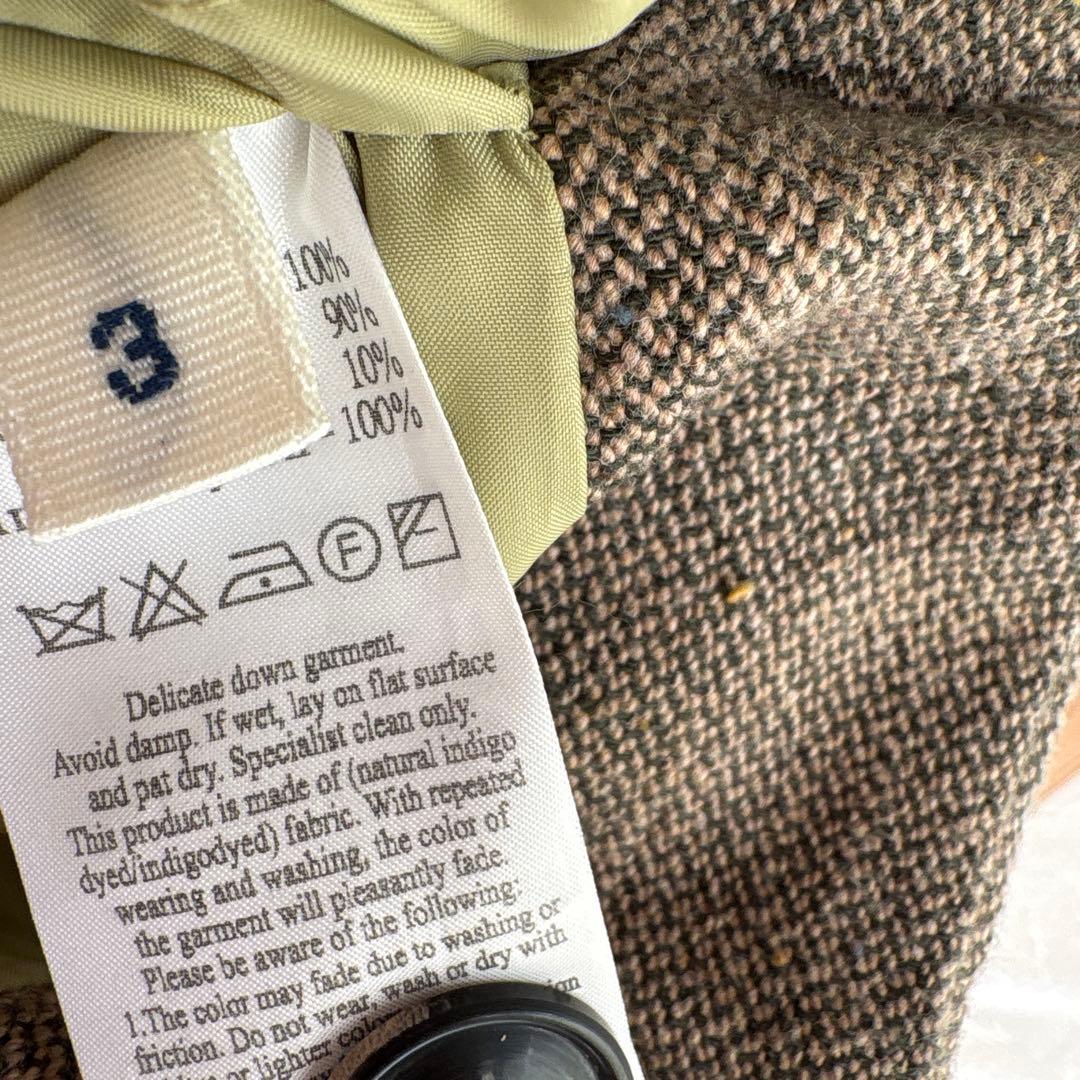 3
100%
90%
10%
100%
F
Delicate down garment.
Avoid damp. If wet, lay on flat surface
and pat dry. Specialist clean only.
This product is made of (natural indigo
dyed/indigodyed) fabric. With repeated
wearing and washing, the color of
the garment will pleasantly fade.
Please be aware of the following:
1.The color may fade due to washing or
friction. Do not wear, wash or dry with
or lighter